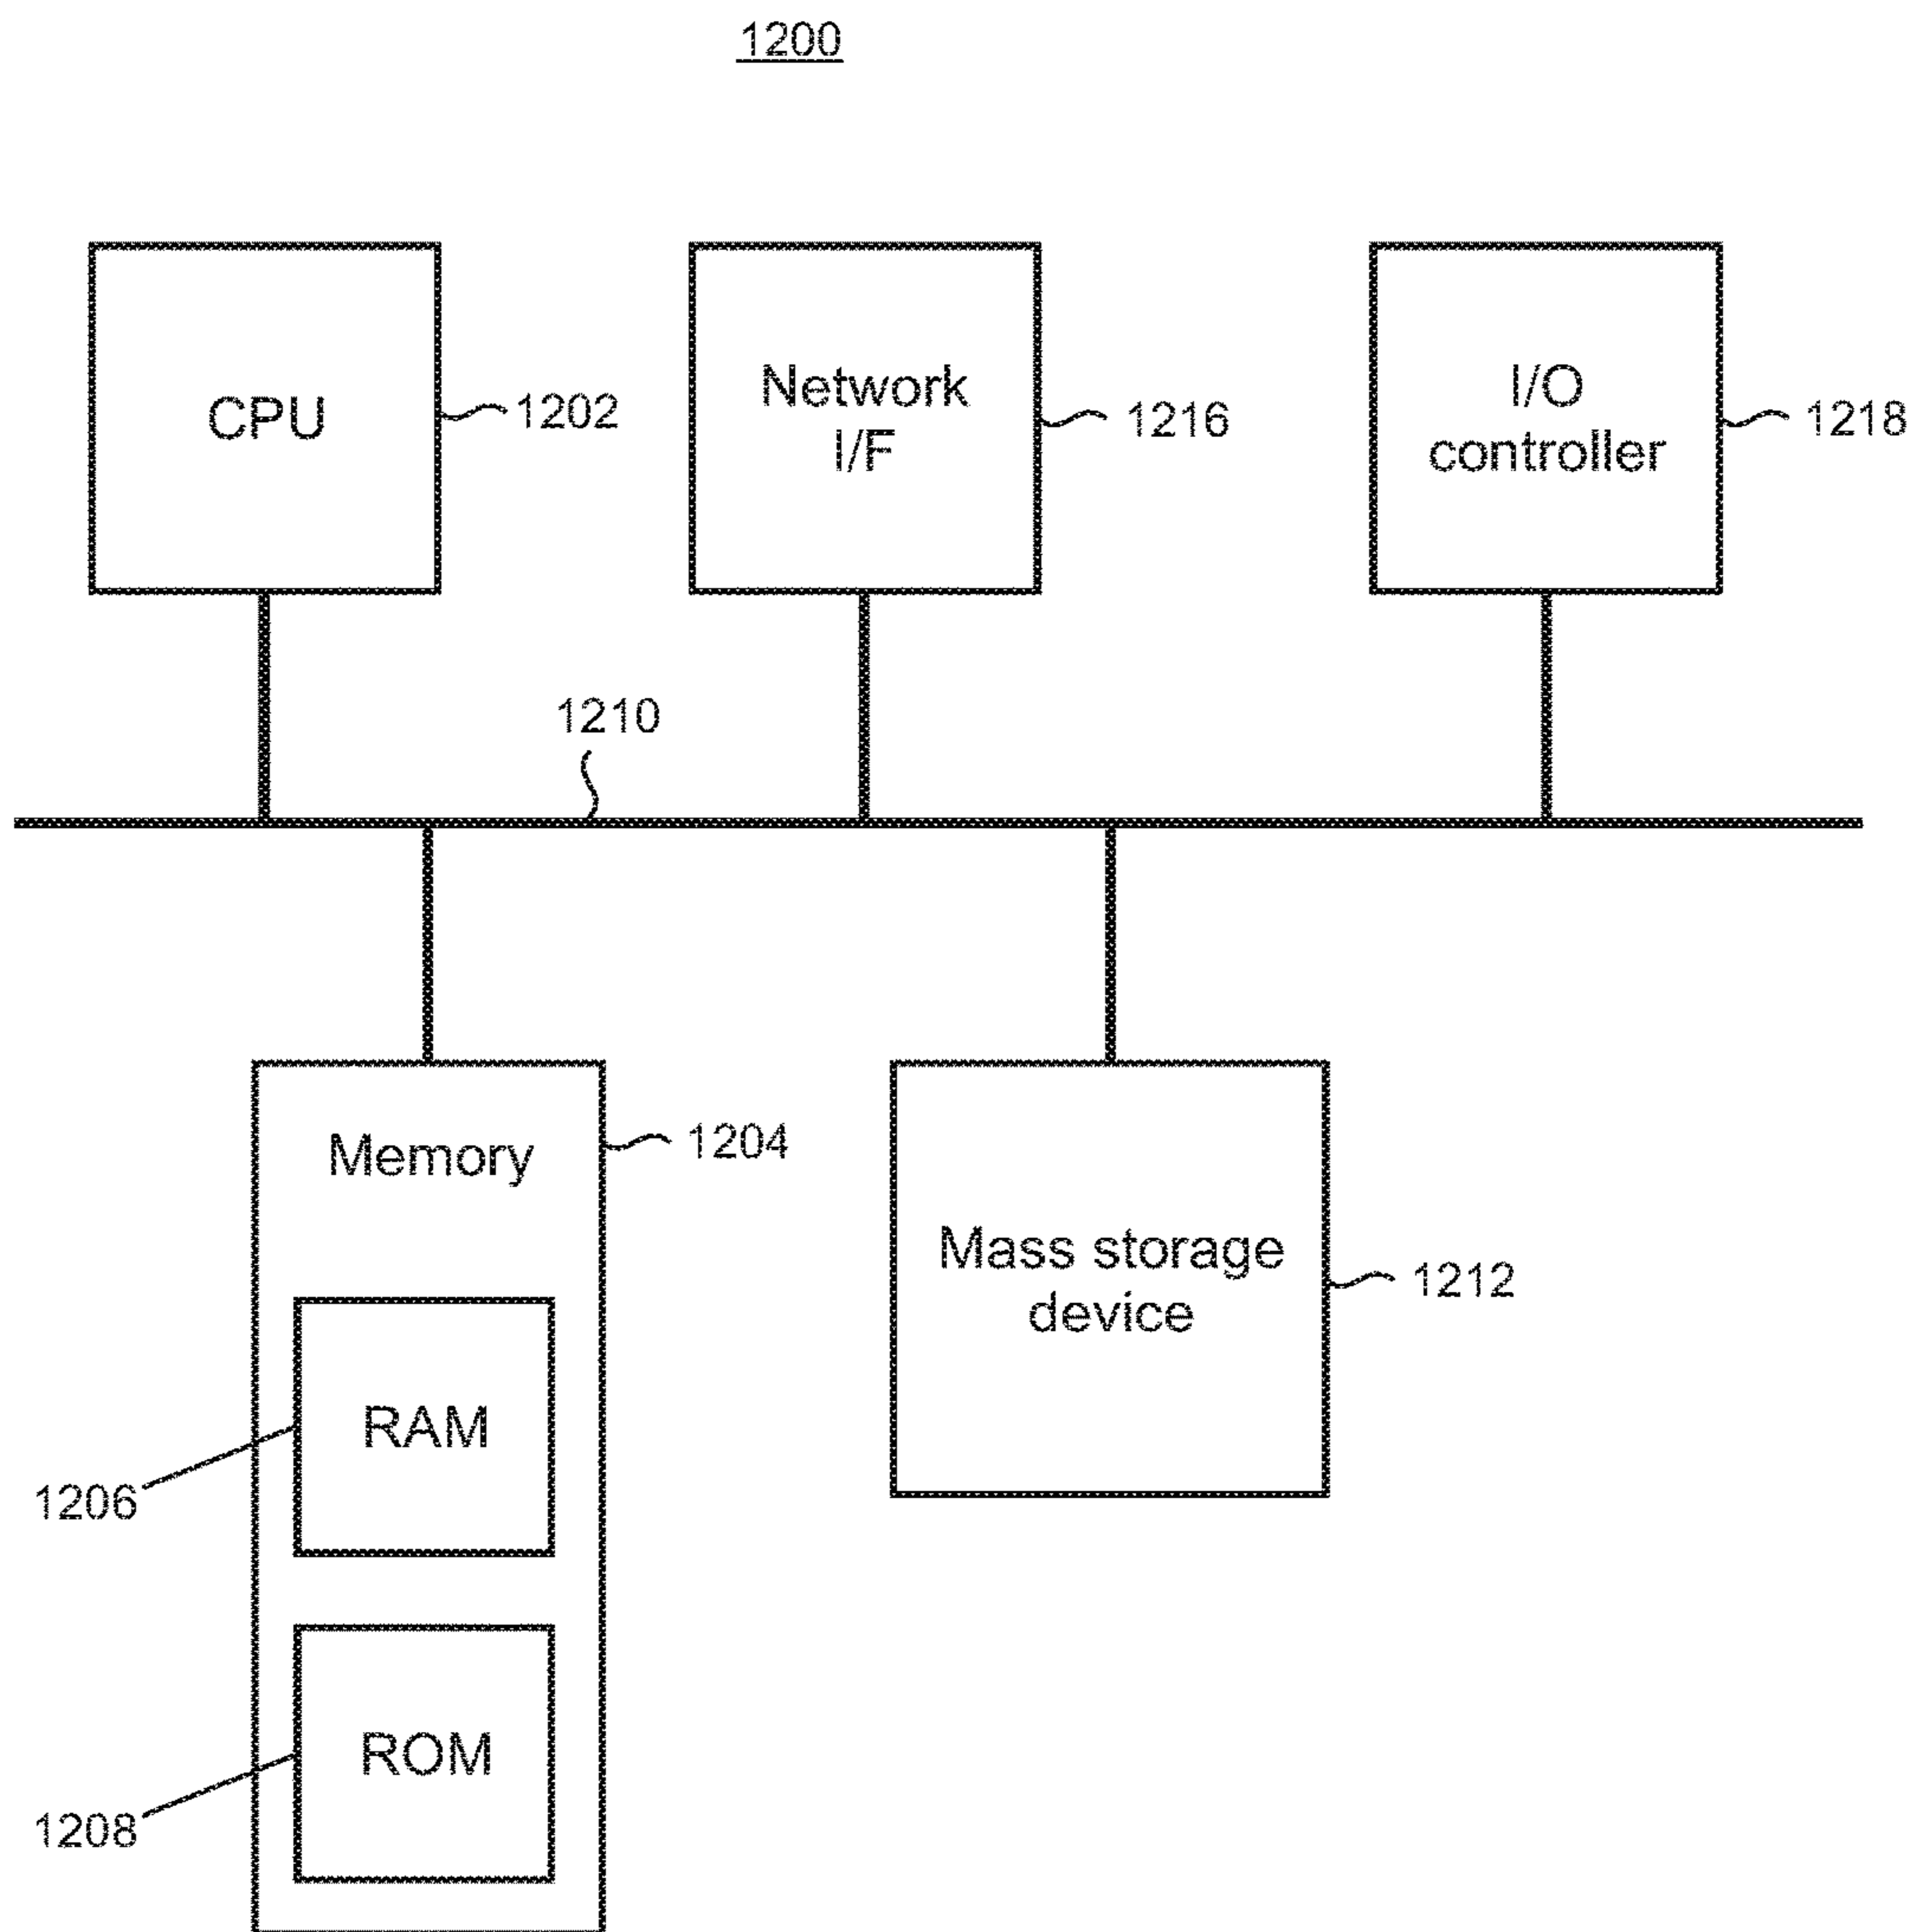 1200
CPU
1202
Network
I/F
1216
I/O
controller
1218
1210
Memory
1204
Mass storage
device
1212
RAM
1206
ROM
1208